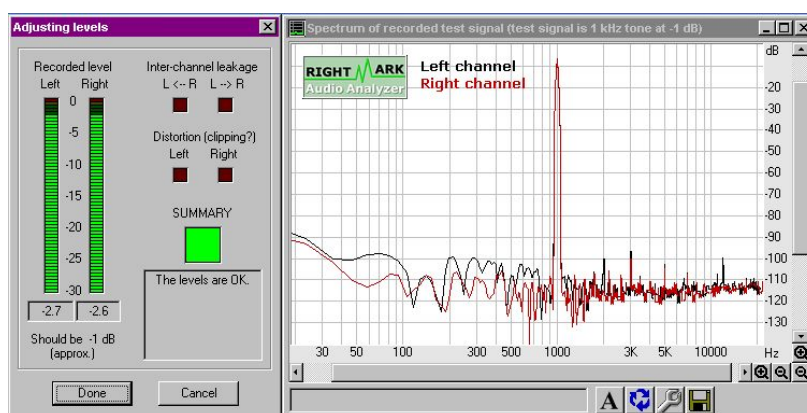 Adjusting levels
Recorded level
Left Right
0
-5
-10
-15
-20
-25
-30
-2.7 -2.6
Should be -1 dB
(approx.)
Inter-channel leakage
L <-- R L --> R
Distortion (clipping?)
Left Right
SUMMARY
The levels are OK.
Done Cancel
Spectrum of recorded test signal (test signal is 1 kHz tone at -1 dB)
RIGHT MARK
Audio Analyzer
Left channel
Right channel
dB
-20
-30
-40
-50
-60
-70
-80
-90
-100
-110
-120
-130
30 50 100 300 500 1000 3K 5K 10000 Hz
A